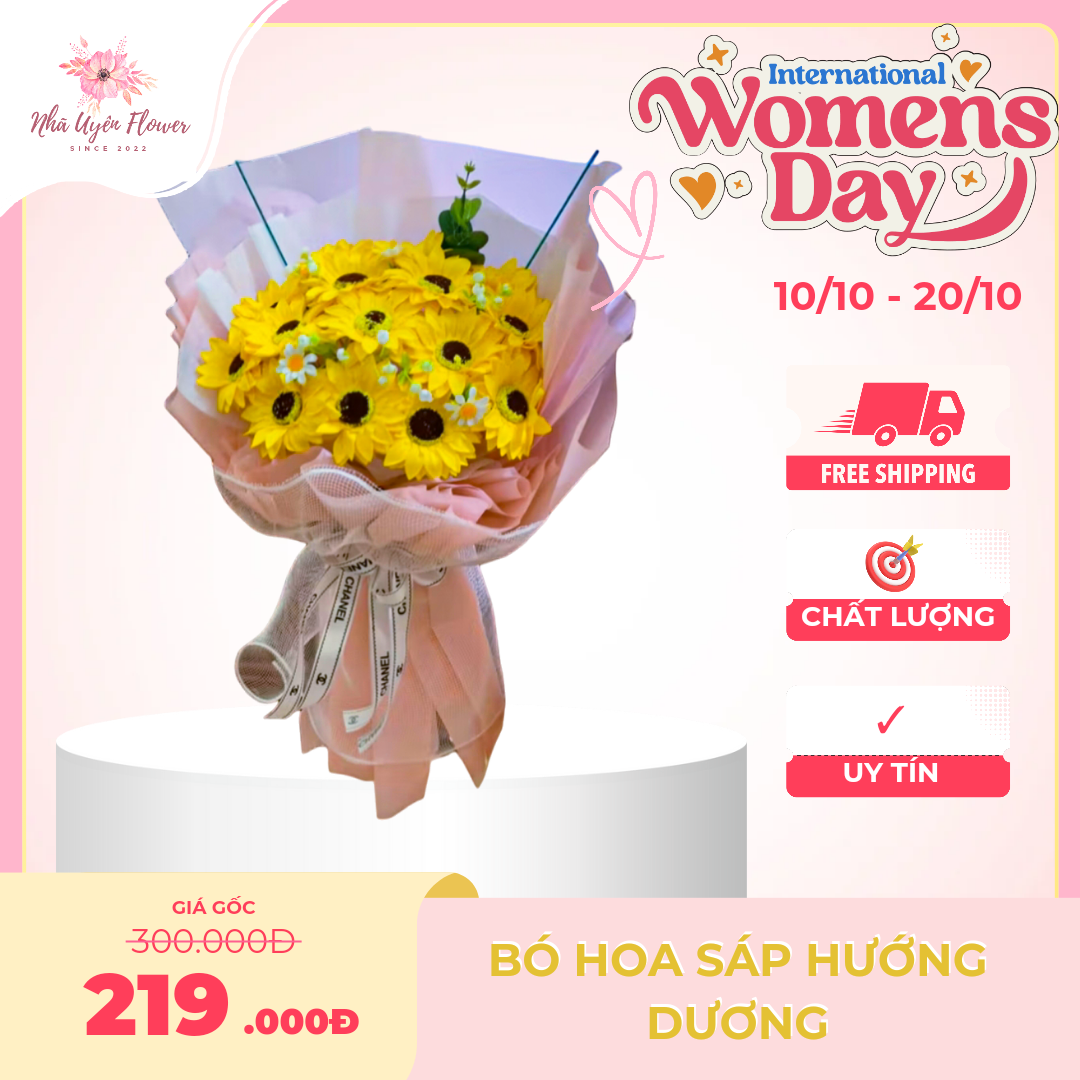 Nhã Uyên Flower
SINCE 2022
International
Womens
Day
10/10 - 20/10
FREE SHIPPING
CHẤT LƯỢNG
UY TÍN
CHANEL
CHANEL
GIÁ GỐC
300.000Đ
219.000Đ
BÓ HOA SÁP HƯỚNG
DƯƠNG